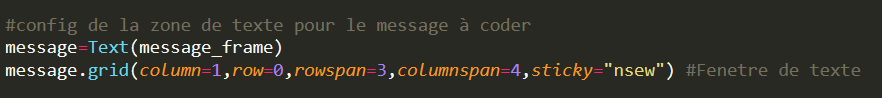 #config de la zone de texte pour le message à coder
message=Text(message_frame)
message.grid(column=1,row=0,rowspan=3,columnspan=4,sticky="nsew") #Fenetre de texte